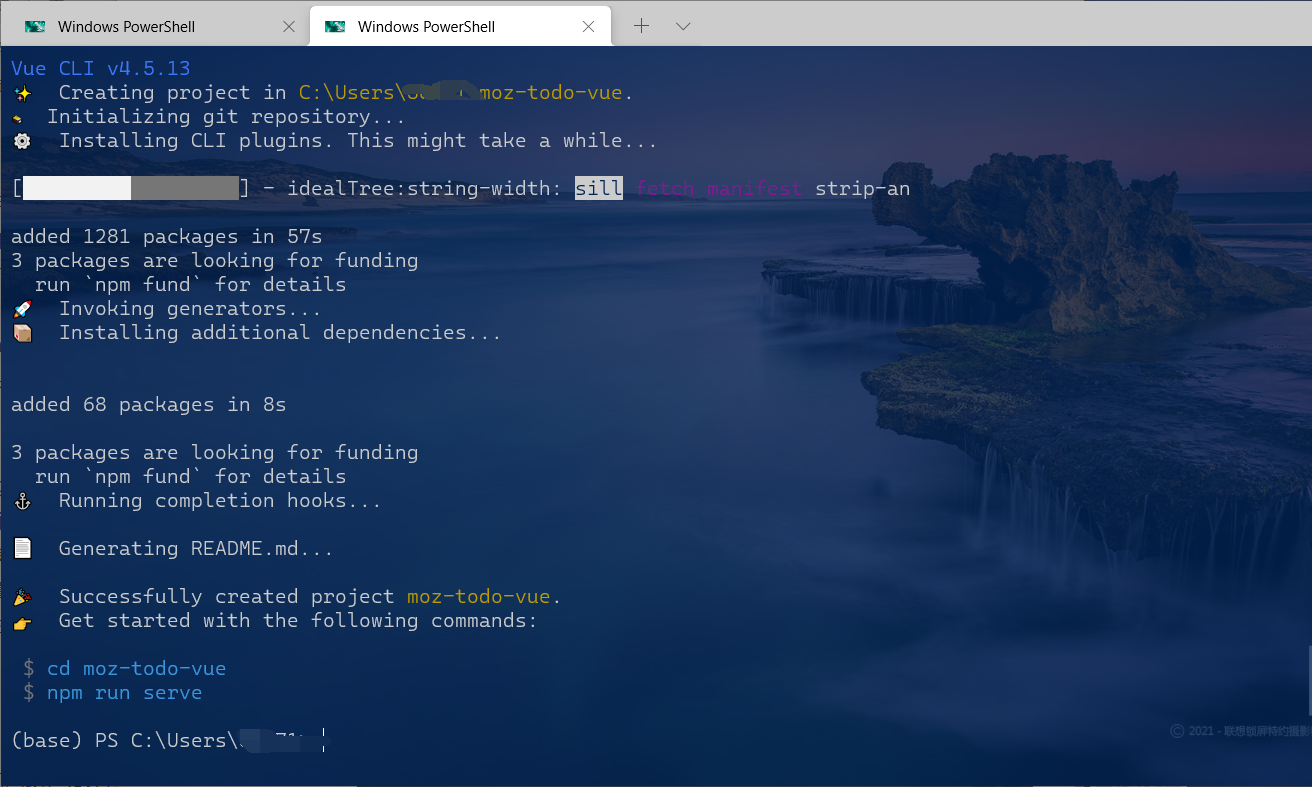 Windows PowerShell
Windows PowerShell
Vue CLI v4.5.13
Creating project in C:\Users\ moz-todo-vue.
Initializing git repository...
Installing CLI plugins. This might take a while...
[ ] - idealTree:string-width: sill fetch manifest strip-an
added 1281 packages in 57s
3 packages are looking for funding
run `npm fund` for details
Invoking generators...
Installing additional dependencies...
added 68 packages in 8s
3 packages are looking for funding
run `npm fund` for details
Running completion hooks...
Generating README.md...
Successfully created project moz-todo-vue.
Get started with the following commands:
$ cd moz-todo-vue
$ npm run serve
(base) PS C:\Users\
© 2021 - 联想锁屏特约摄影